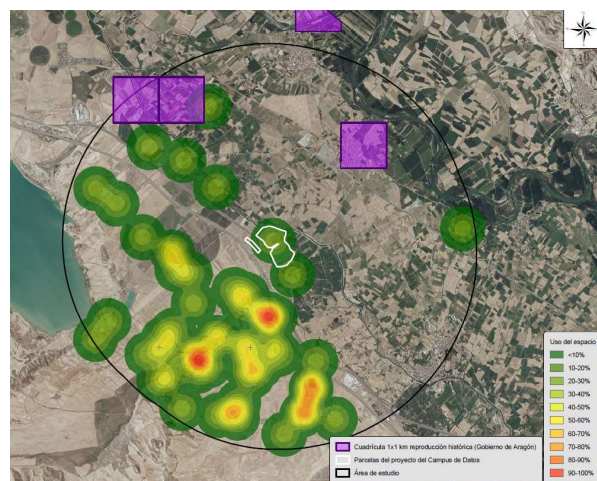 Uso del espacio
<10%
10-20%
20-30%
30-40%
40-50%
50-60%
60-70%
70-80%
80-90%
90-100%
Cuadrícula 1x1 km reproducción histórica (Gobierno de Aragón)
Parcelas del proyecto del Campus de Datos
Área de estudio